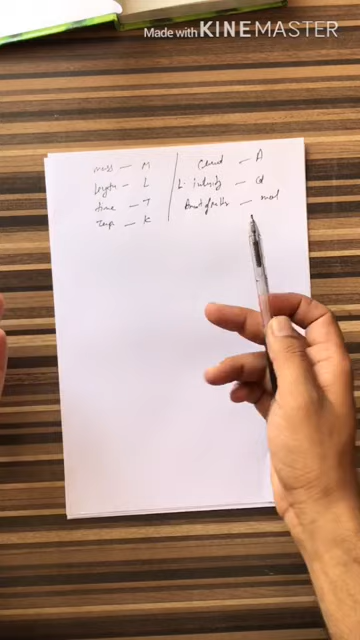 Made with KINEMASTER
mass — M
length — L
time — T
Temp — K
Current — A
L. intensity — Cd
— mol